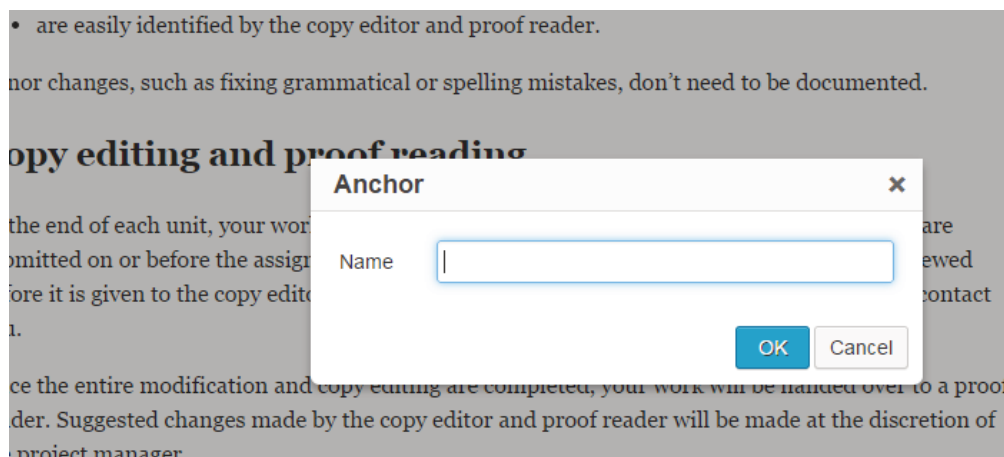 • are easily identified by the copy editor and proof reader.
nor changes, such as fixing grammatical or spelling mistakes, don’t need to be documented.
opy editing and proof reading
Anchor ×
the end of each unit, your wor are
omitted on or before the assign ewed
Name
fore it is given to the copy edito contact
u.
OK Cancel
ce the entire modification and copy editing are completed, your work will be handed over to a proof
der. Suggested changes made by the copy editor and proof reader will be made at the discretion of
project manager.